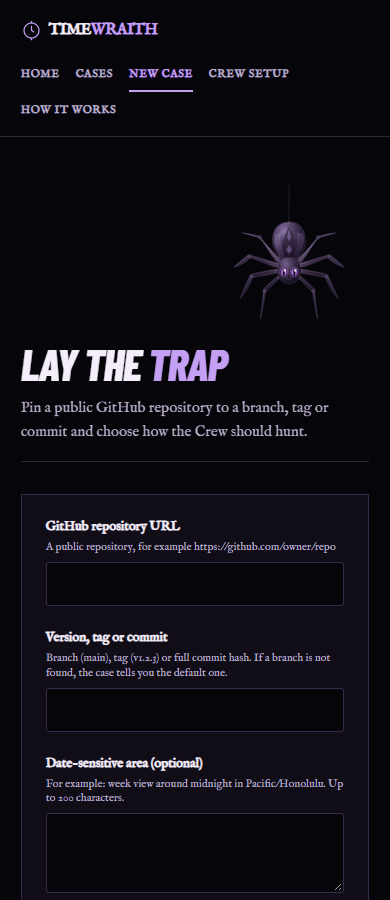 TIMEWRAITH
HOME CASES NEW CASE CREW SETUP
HOW IT WORKS
LAY THE TRAP
Pin a public GitHub repository to a branch, tag or
commit and choose how the Crew should hunt.
GitHub repository URL
A public repository, for example https://github.com/owner/repo
Version, tag or commit
Branch (main), tag (v1.2.3) or full commit hash. If a branch is not
found, the case tells you the default one.
Date-sensitive area (optional)
For example: week view around midnight in Pacific/Honolulu. Up
to 200 characters.